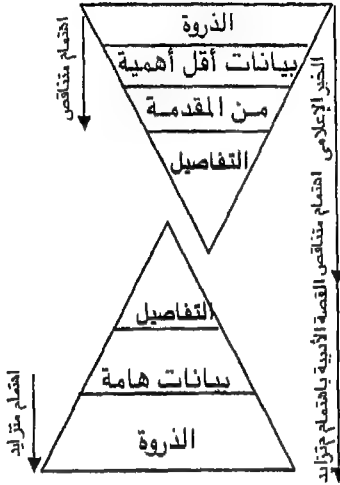 الذروة
بيانات أقل أهمية
من المقدمة
التفاصيل
اهتمام متناقص
الخبر الإعلامى
اهتمام متناقص
القصة الأدبية باهتمام متزايد
التفاصيل
بيانات هامة
الذروة
اهتمام متزايد